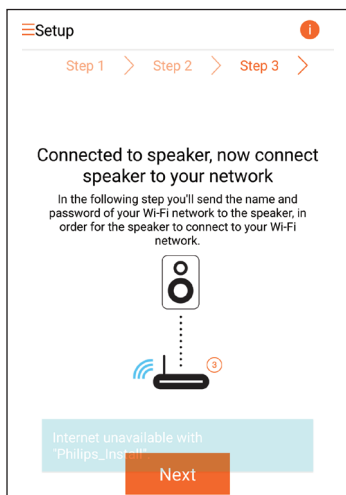 Setup
i
Step 1 > Step 2 > Step 3 >
Connected to speaker, now connect
speaker to your network
In the following step you'll send the name and
password of your Wi-Fi network to the speaker, in
order for the speaker to connect to your Wi-Fi
network.
3
Internet unavailable with
"Philips_Install".
Next